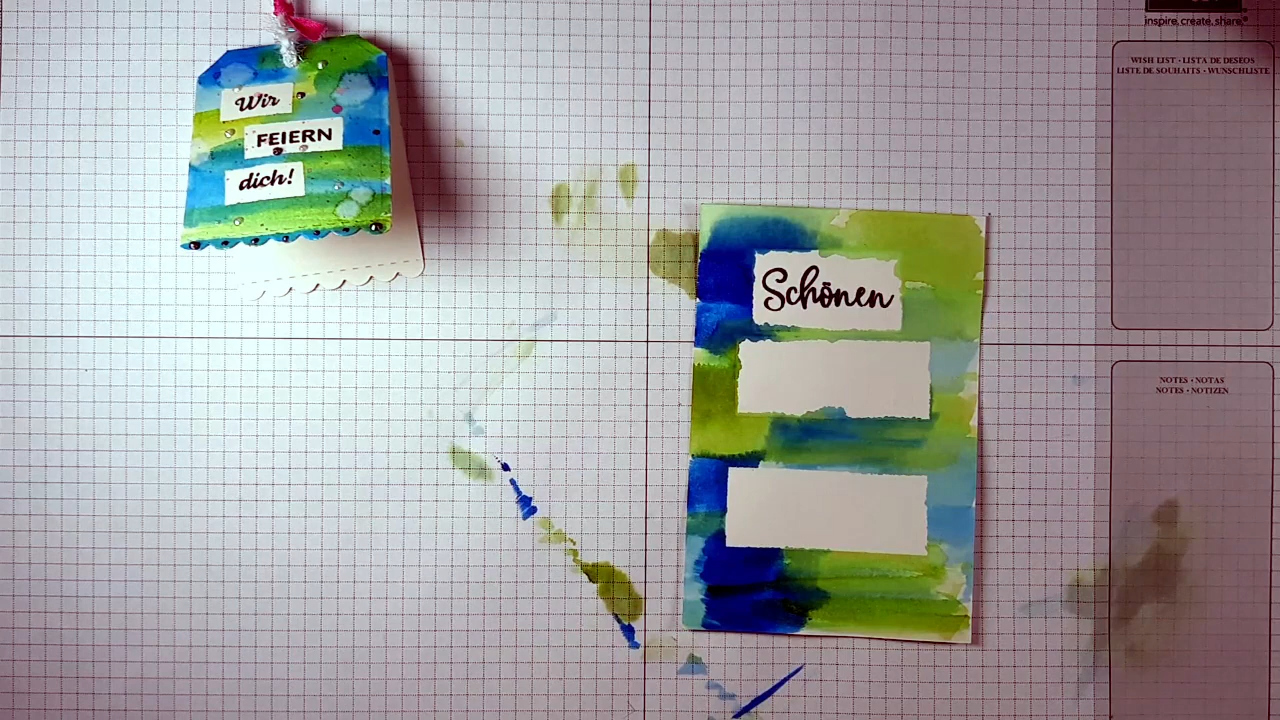 inspire. create. share.®
WISH LIST • LISTA DE DESEOS
LISTE DE SOUHAITS • WUNSCHLISTE
Wir
FEIERN
dich!
Schönen
NOTES • NOTAS
NOTES • NOTIZEN